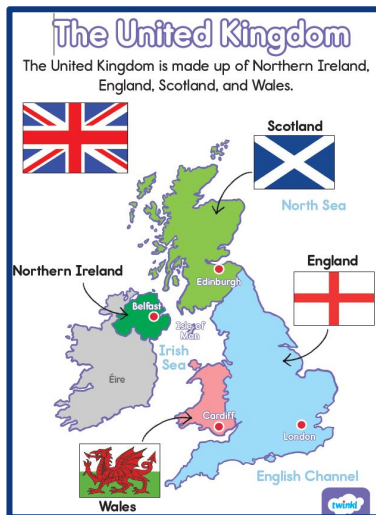 The United Kingdom
The United Kingdom is made up of Northern Ireland,
England, Scotland, and Wales.
Scotland
North Sea
England
Edinburgh
Northern Ireland
Belfast
Isle of
Man
Irish
Sea
Éire
Cardiff
London
English Channel
Wales
twinkl